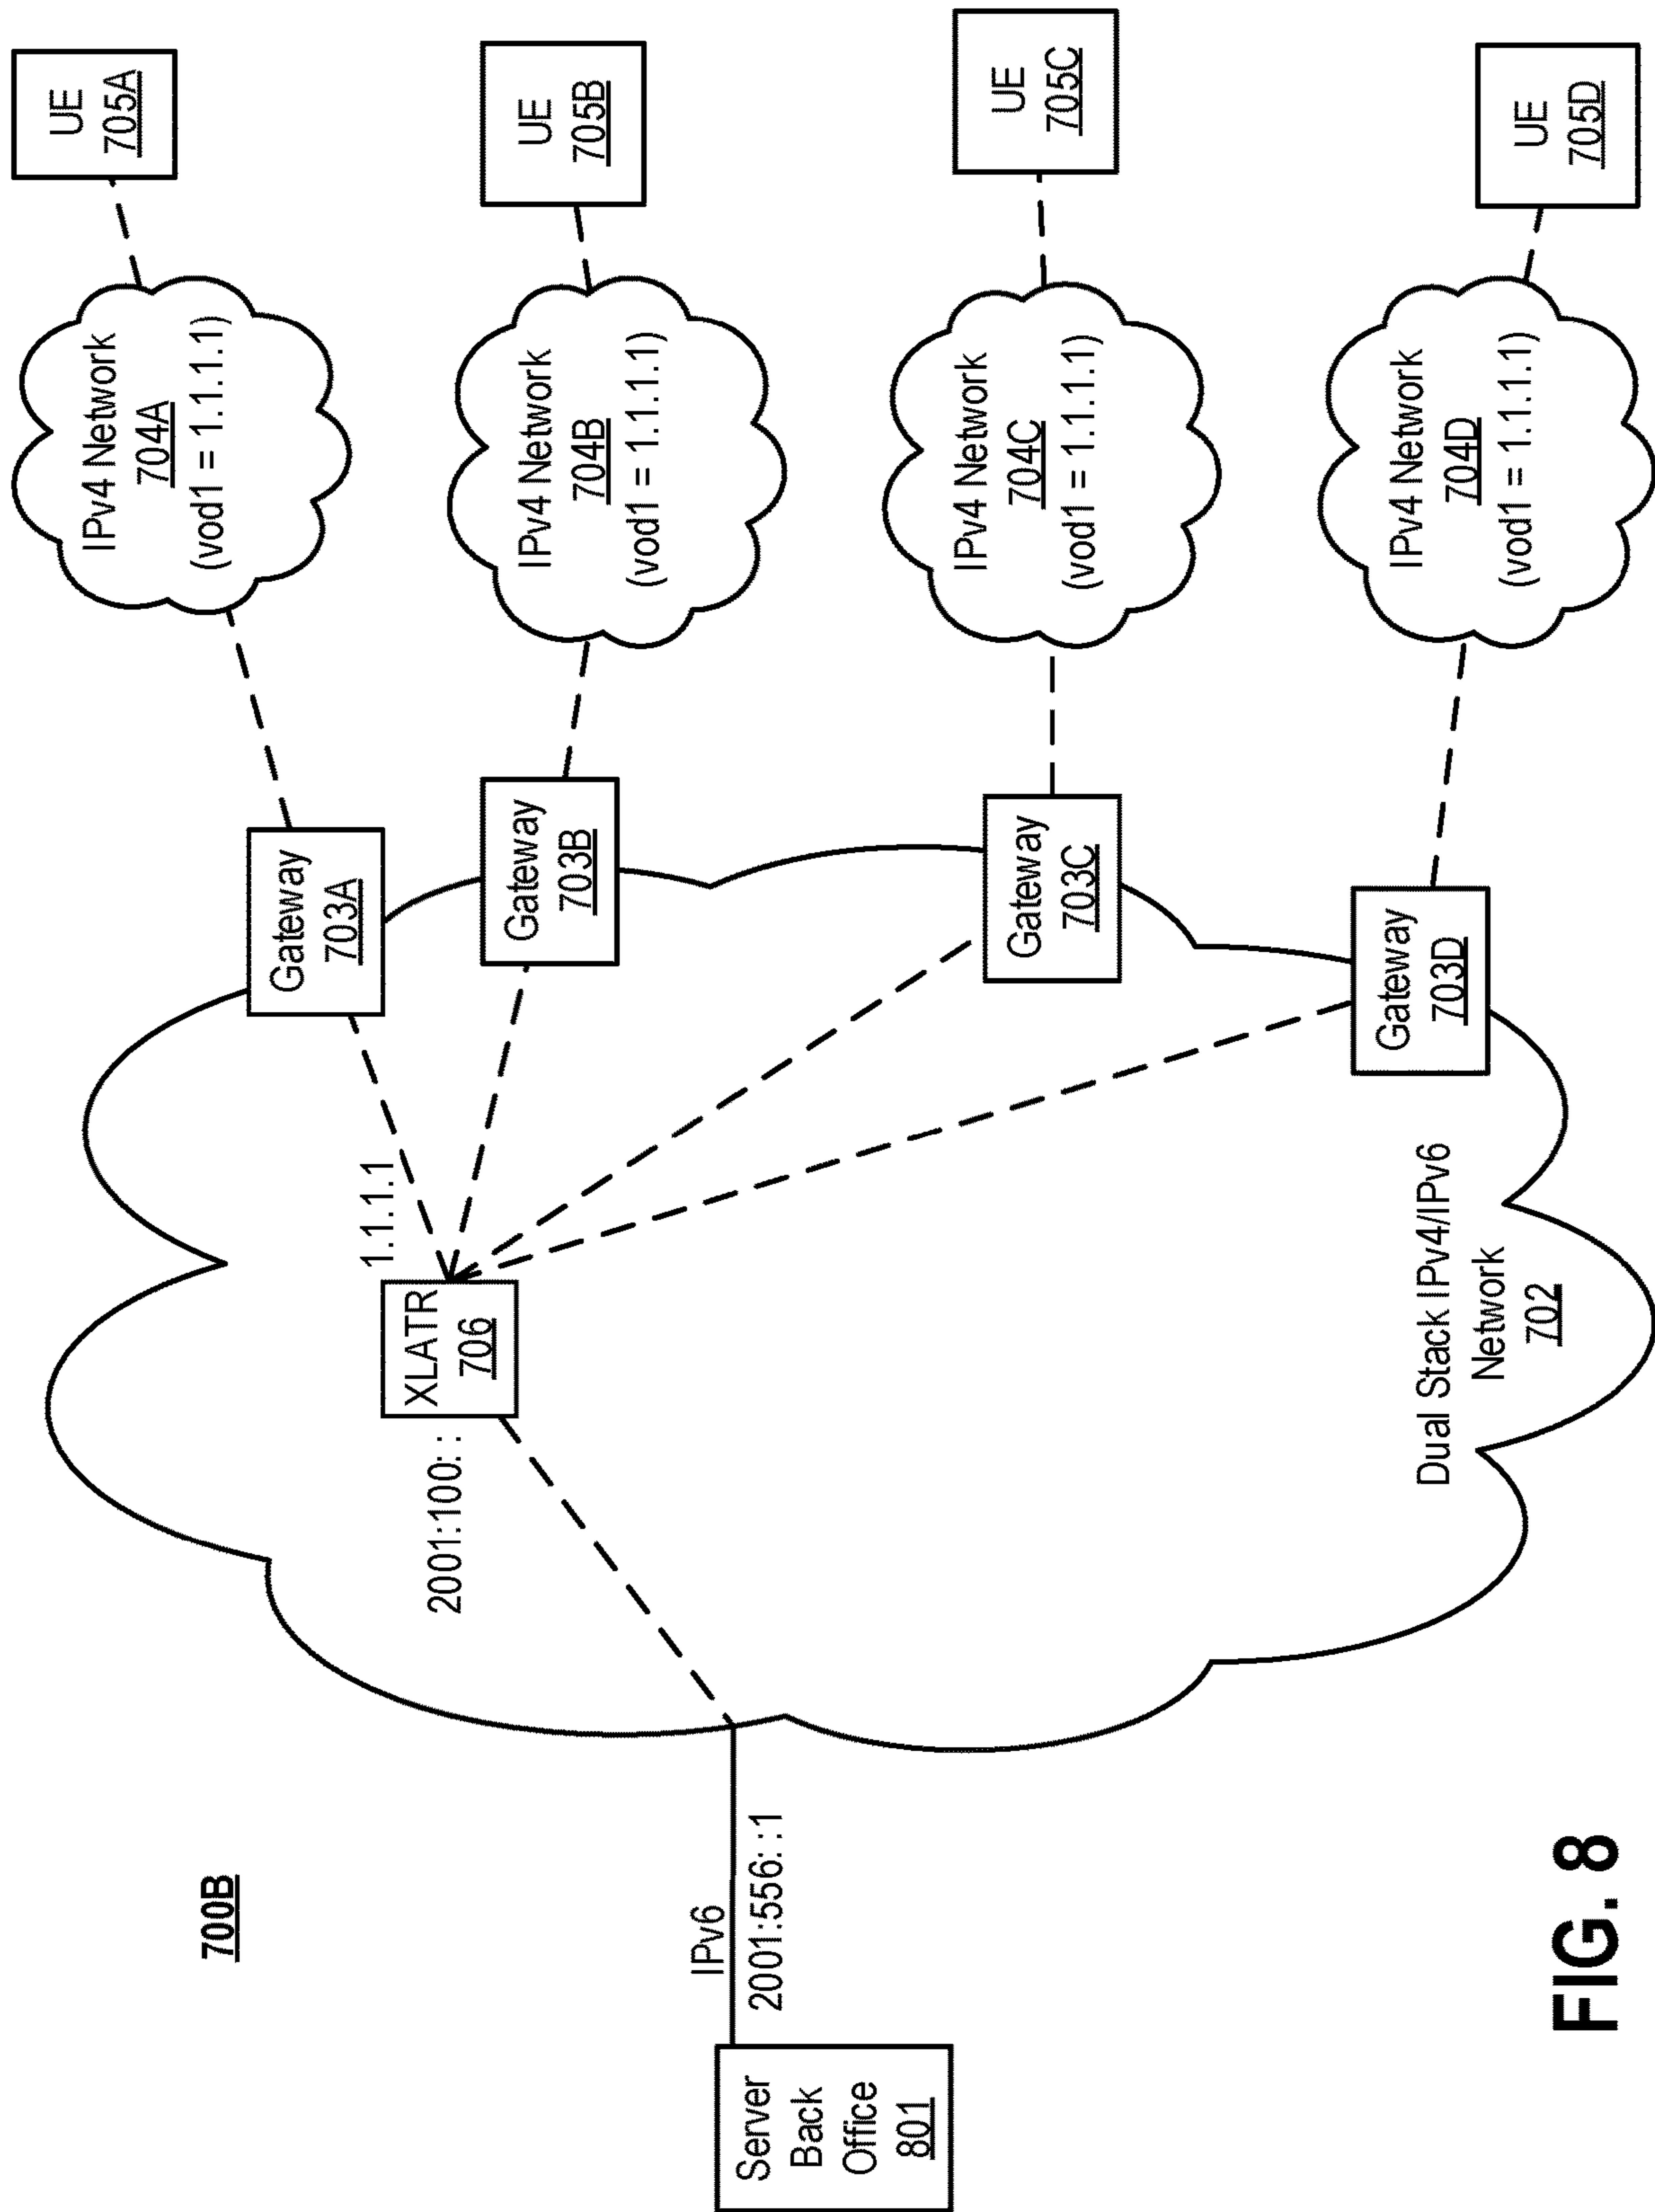 700B
Server
Back
Office
801
IPv6
2001:556: :1
2001:100: :
XLATR
706
1.1.1.1
Dual Stack IPv4/IPv6
Network
702
Gateway
703A
Gateway
703B
Gateway
703C
Gateway
703D
IPv4 Network
704A
(vod1 = 1.1.1.1)
IPv4 Network
704B
(vod1 = 1.1.1.1)
IPv4 Network
704C
(vod1 = 1.1.1.1)
IPv4 Network
704D
(vod1 = 1.1.1.1)
UE
705A
UE
705B
UE
705C
UE
705D
FIG. 8